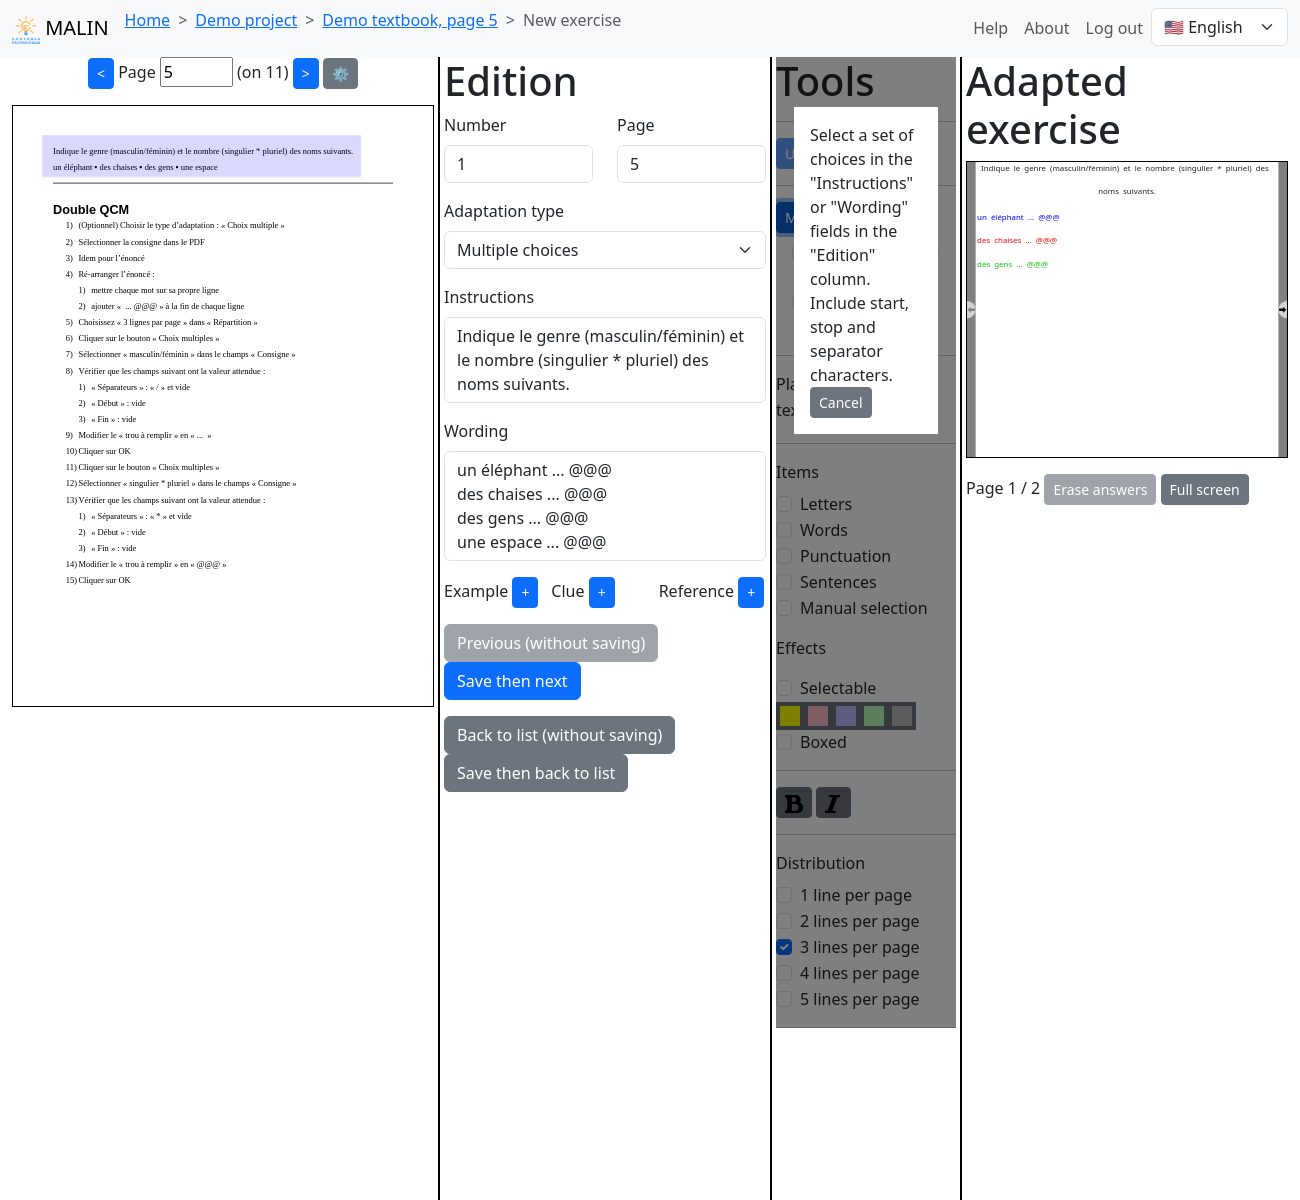 MALIN
Home > Demo project > Demo textbook, page 5 > New exercise
Help About Log out 🇺🇸 English
< Page 5 (on 11) > ⚙️
Indique le genre (masculin/féminin) et le nombre (singulier * pluriel) des noms suivants.
un éléphant • des chaises • des gens • une espace
Double QCM
1) (Optionnel) Choisir le type d’adaptation : « Choix multiple »
2) Sélectionner la consigne dans le PDF
3) Idem pour l’énoncé
4) Ré-arranger l’énoncé :
1) mettre chaque mot sur sa propre ligne
2) ajouter « ... @@@ » à la fin de chaque ligne
5) Choisissez « 3 lignes par page » dans « Répartition »
6) Cliquer sur le bouton « Choix multiples »
7) Sélectionner « masculin/féminin » dans le champs « Consigne »
8) Vérifier que les champs suivant ont la valeur attendue :
1) « Séparateurs » : « / » et vide
2) « Début » : vide
3) « Fin » : vide
9) Modifier le « trou à remplir » en « ... »
10) Cliquer sur OK
11) Cliquer sur le bouton « Choix multiples »
12) Sélectionner « singulier * pluriel » dans le champs « Consigne »
13) Vérifier que les champs suivant ont la valeur attendue :
1) « Séparateurs » : « * » et vide
2) « Début » : vide
3) « Fin » : vide
14) Modifier le « trou à remplir » en « @@@ »
15) Cliquer sur OK
Edition
Number Page
1 5
Adaptation type
Multiple choices
Instructions
Indique le genre (masculin/féminin) et
le nombre (singulier * pluriel) des
noms suivants.
Wording
un éléphant ... @@@
des chaises ... @@@
des gens ... @@@
une espace ... @@@
Example + Clue + Reference +
Previous (without saving)
Save then next
Back to list (without saving)
Save then back to list
Tools
U
M
Select a set of
choices in the
"Instructions"
or "Wording"
fields in the
"Edition"
column.
Include start,
stop and
separator
characters.
Cancel
Pla
tex
Items
Letters
Words
Punctuation
Sentences
Manual selection
Effects
Selectable
Boxed
B I
Distribution
1 line per page
2 lines per page
3 lines per page
4 lines per page
5 lines per page
Adapted
exercise
Indique le genre (masculin/féminin) et le nombre (singulier * pluriel) des
noms suivants.
un éléphant ... @@@
des chaises ... @@@
des gens ... @@@
Page 1 / 2 Erase answers Full screen